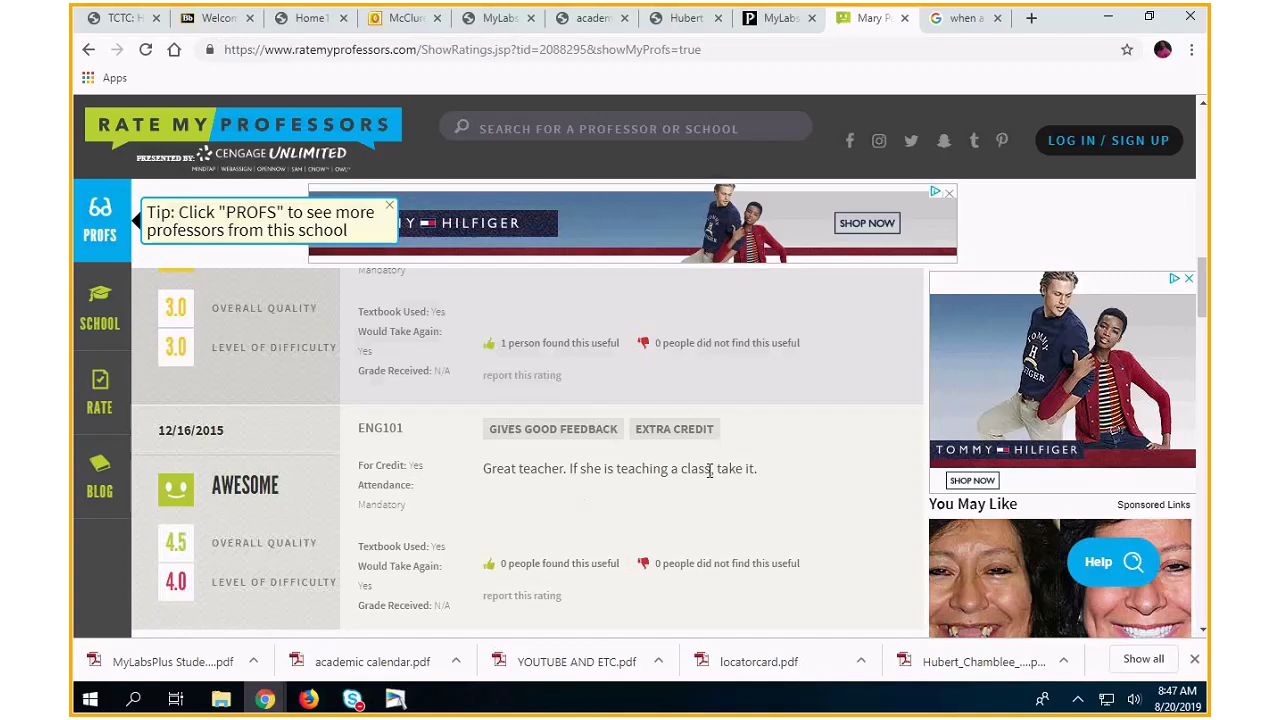 TCTC: H
Welcon
Home1
McClur
MyLabs
academ
Hubert
MyLabs
Mary P
when a
https://www.ratemyprofessors.com/ShowRatings.jsp?tid=2088295&showMyProfs=true
Apps
RATE MY PROFESSORS
PRESENTED BY: CENGAGE UNLIMITED
MINDTAP | WEBASSIGN | OPENNOW | SAM | CNOW | OWL
SEARCH FOR A PROFESSOR OR SCHOOL
LOG IN / SIGN UP
PROFS
Tip: Click "PROFS" to see more
professors from this school
MY HILFIGER
SHOP NOW
SCHOOL
RATE
BLOG
Mandatory
3.0 OVERALL QUALITY
3.0 LEVEL OF DIFFICULTY
Textbook Used: Yes
Would Take Again:
Yes
Grade Received: N/A
1 person found this useful
0 people did not find this useful
report this rating
12/16/2015
ENG101
GIVES GOOD FEEDBACK
EXTRA CREDIT
AWESOME
For Credit: Yes
Attendance:
Mandatory
Great teacher. If she is teaching a class, take it.
4.5 OVERALL QUALITY
4.0 LEVEL OF DIFFICULTY
Textbook Used: Yes
Would Take Again:
Yes
Grade Received: N/A
0 people found this useful
0 people did not find this useful
report this rating
TOMMY HILFIGER
SHOP NOW
You May Like
Sponsored Links
Help
MyLabsPlus Stude....pdf
academic calendar.pdf
YOUTUBE AND ETC.pdf
locatorcard.pdf
Hubert_Chamblee_....p...
Show all
8:47 AM
8/20/2019